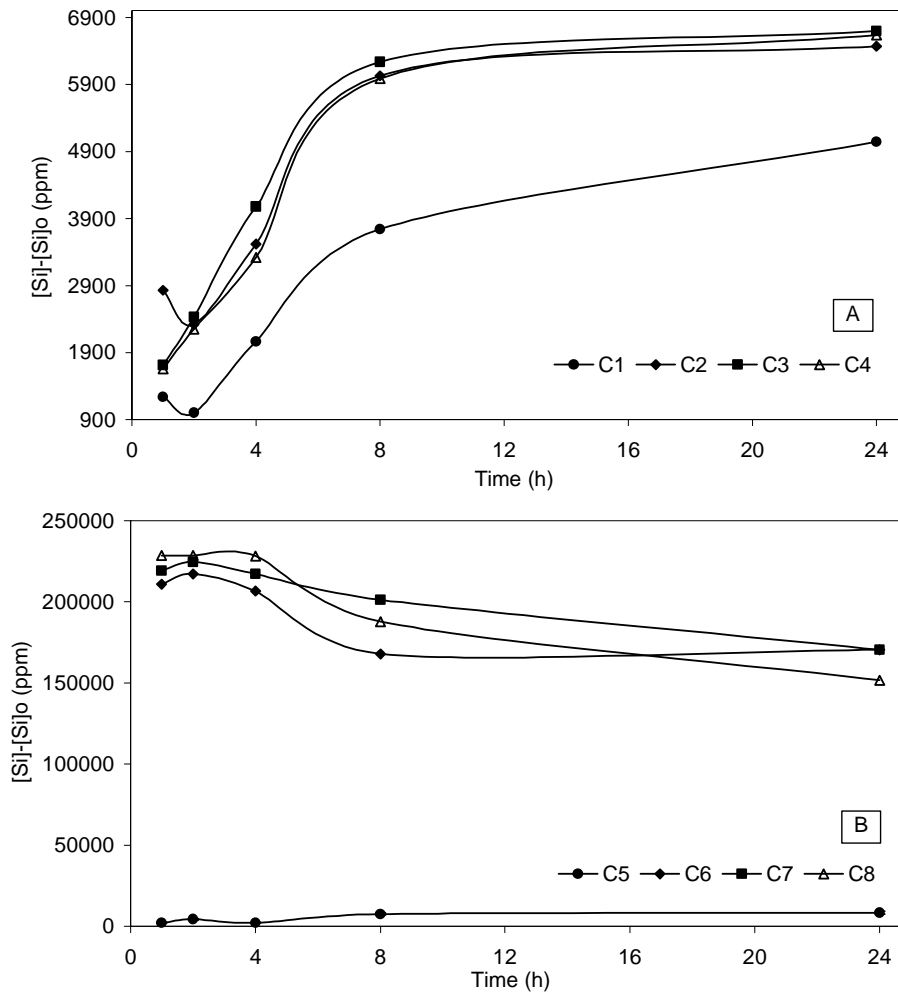 6900
5900
4900
3900
2900
1900
900
[Si]-[Si]o (ppm)
A
C1 C2 C3 C4
0 4 8 12 16 20 24
Time (h)
250000
200000
150000
100000
50000
0
[Si]-[Si]o (ppm)
B
C5 C6 C7 C8
0 4 8 12 16 20 24
Time (h)